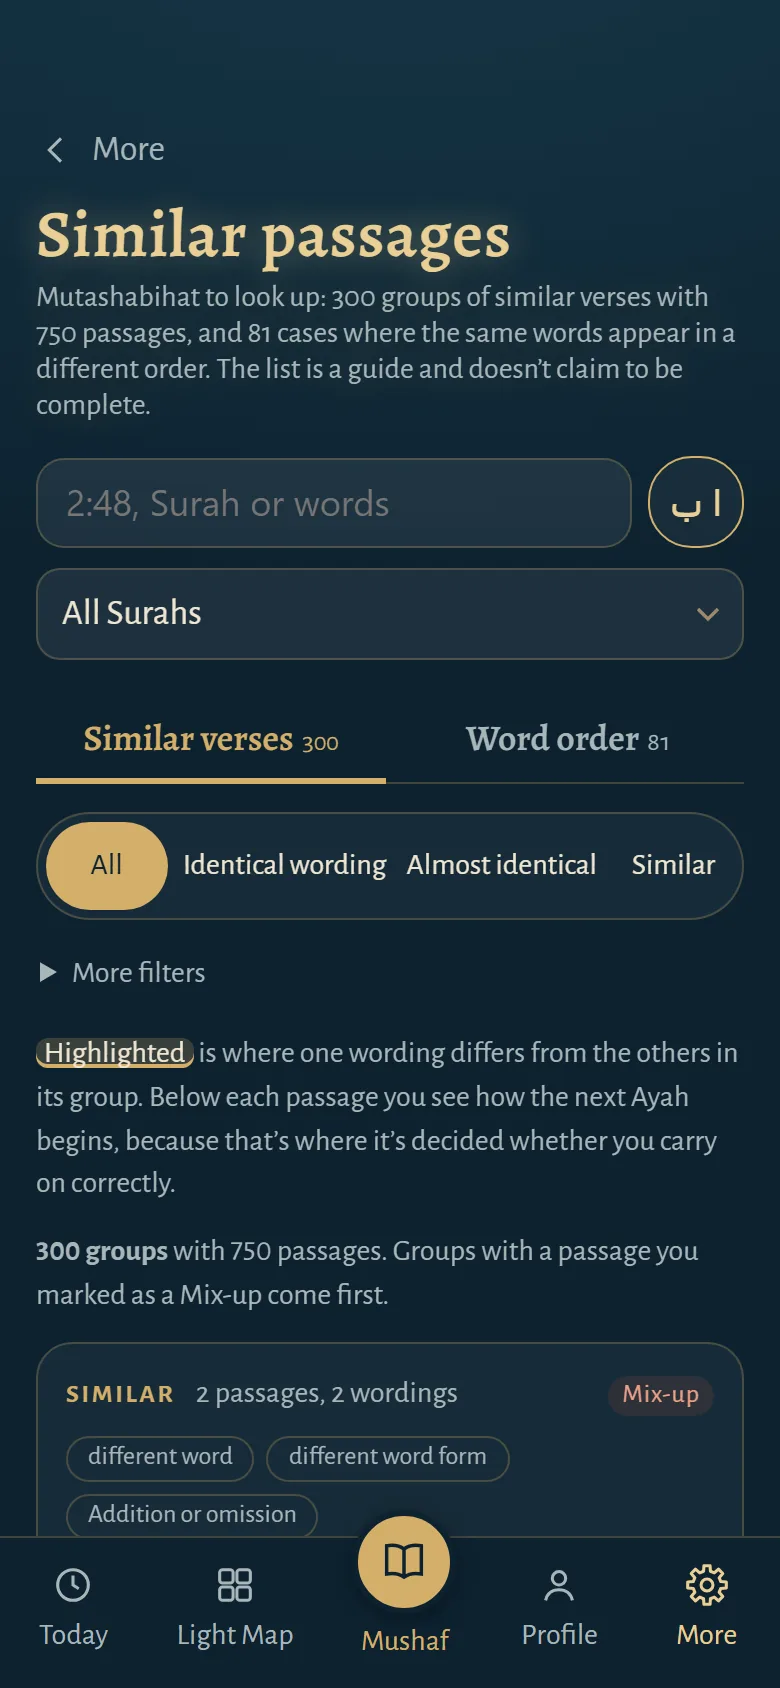 More
Similar passages
Mutashabihat to look up: 300 groups of similar verses with
750 passages, and 81 cases where the same words appear in a
different order. The list is a guide and doesn’t claim to be
complete.
2:48, Surah or words
ا ب
All Surahs
Similar verses 300
Word order 81
All
Identical wording
Almost identical
Similar
More filters
Highlighted is where one wording differs from the others in
its group. Below each passage you see how the next Ayah
begins, because that’s where it’s decided whether you carry
on correctly.
300 groups with 750 passages. Groups with a passage you
marked as a Mix-up come first.
SIMILAR 2 passages, 2 wordings
Mix-up
different word
different word form
Addition or omission
Today
Light Map
Mushaf
Profile
More